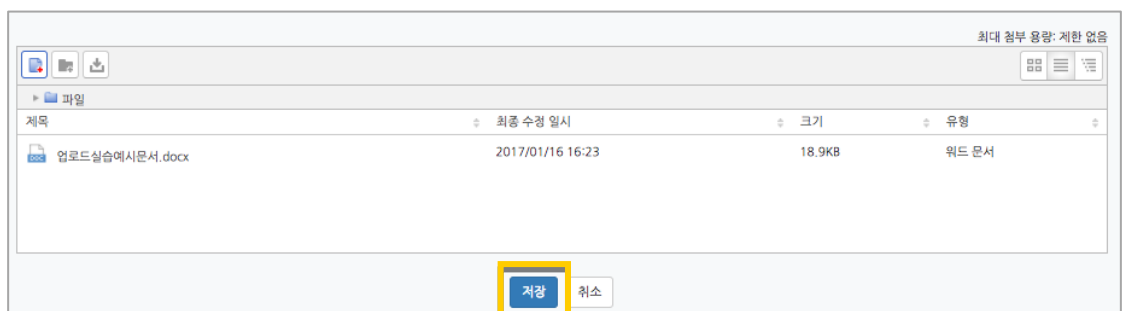 최대 첨부 용량: 제한 없음
파일
제목 최종 수정 일시 크기 유형
업로드실습예시문서.docx 2017/01/16 16:23 18.9KB 워드 문서
저장 취소